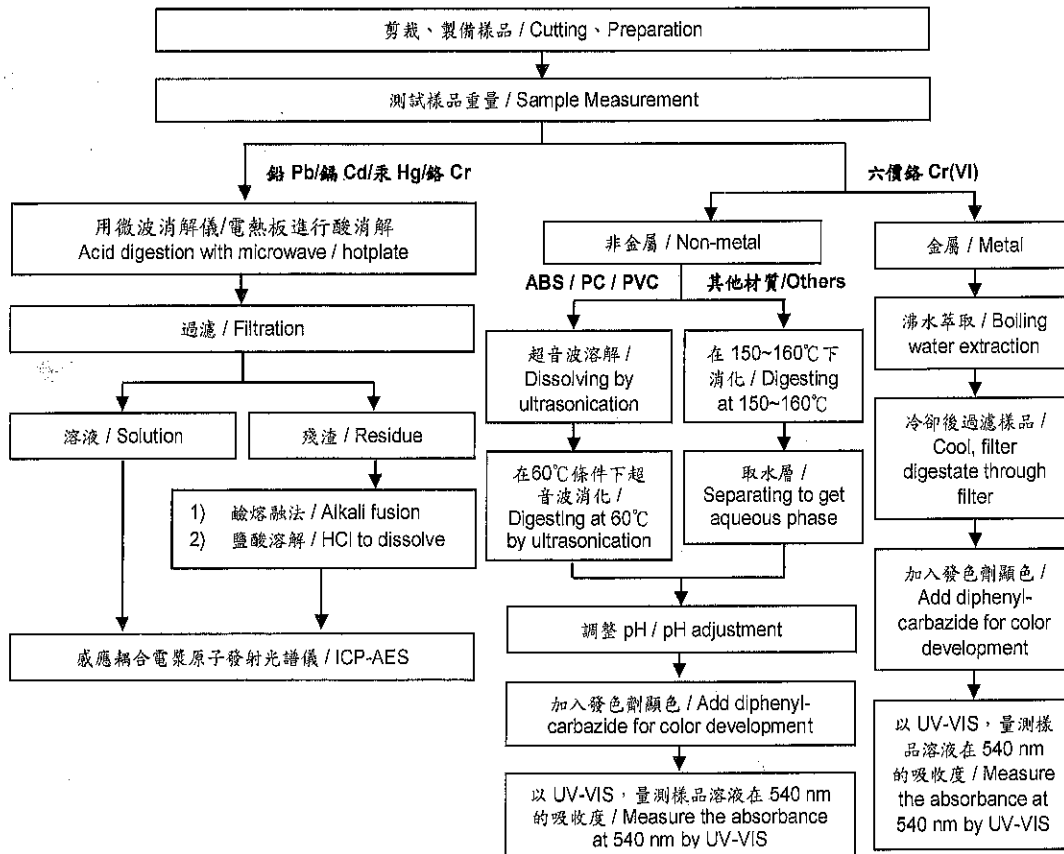 剪裁、製備樣品 / Cutting、Preparation
測試樣品重量 / Sample Measurement
鉛 Pb/鎘 Cd/汞 Hg/鉻 Cr
六價鉻 Cr(VI)
用微波消解儀/電熱板進行酸消解
Acid digestion with microwave / hotplate
過濾 / Filtration
溶液 / Solution
殘渣 / Residue
1) 鹼熔融法 / Alkali fusion
2) 鹽酸溶解 / HCl to dissolve
感應耦合電漿原子發射光譜儀 / ICP-AES
非金屬 / Non-metal
ABS / PC / PVC
其他材質/Others
超音波溶解 /
Dissolving by
ultrasonication
在60℃條件下超
音波消化 /
Digesting at 60℃
by ultrasonication
在 150~160℃下
消化 / Digesting
at 150~160℃
取水層 /
Separating to get
aqueous phase
調整 pH / pH adjustment
加入發色劑顯色 / Add diphenyl-
carbazide for color development
以 UV-VIS，量測樣品溶液在 540 nm
的吸收度 / Measure the absorbance
at 540 nm by UV-VIS
金屬 / Metal
沸水萃取 / Boiling
water extraction
冷卻後過濾樣品 /
Cool, filter
digestate through
filter
加入發色劑顯色 /
Add diphenyl-
carbazide for color
development
以 UV-VIS，量測樣
品溶液在 540 nm
的吸收度 / Measure
the absorbance at
540 nm by UV-VIS